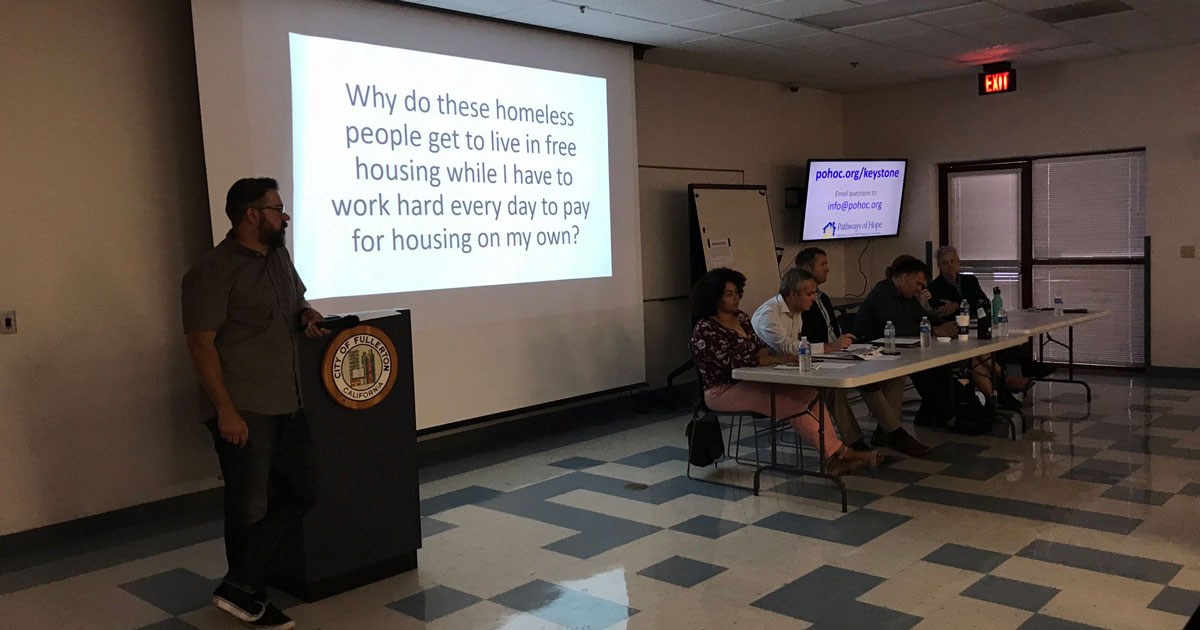 Why do these homeless
people get to live in free
housing while I have to
work hard every day to pay
for housing on my own?
EXIT
pohoc.org/keystone
Email questions to
info@pohoc.org
Pathways of Hope
CITY OF FULLERTON
CALIFORNIA